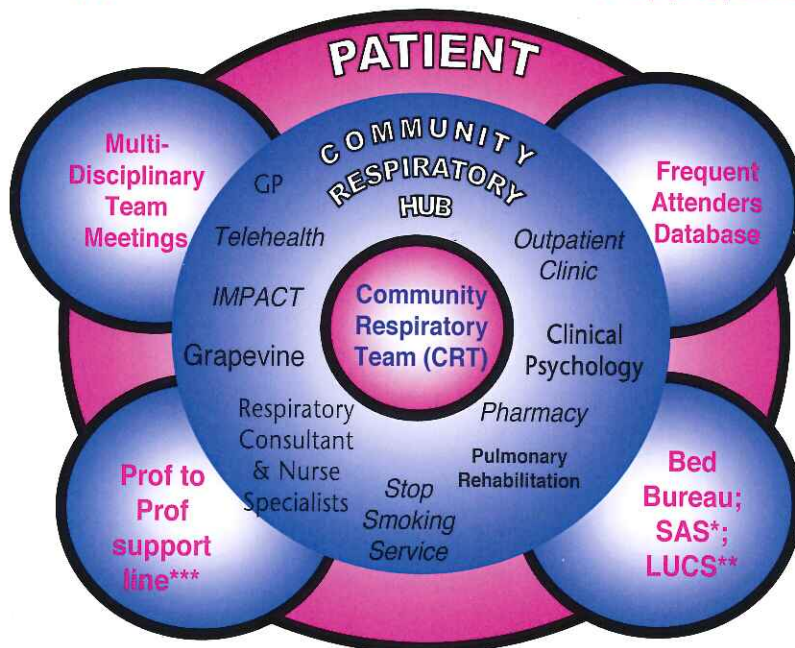 PATIENT
COMMUNITY
RESPIRATORY
HUB
Multi-
Disciplinary
Team
Meetings
Frequent
Attenders
Database
GP
Telehealth
IMPACT
Grapevine
Respiratory
Consultant
& Nurse
Specialists
Stop
Smoking
Service
Outpatient
Clinic
Clinical
Psychology
Pharmacy
Pulmonary
Rehabilitation
Community
Respiratory
Team (CRT)
Prof to
Prof
support
line***
Bed
Bureau;
SAS*;
LUCS**